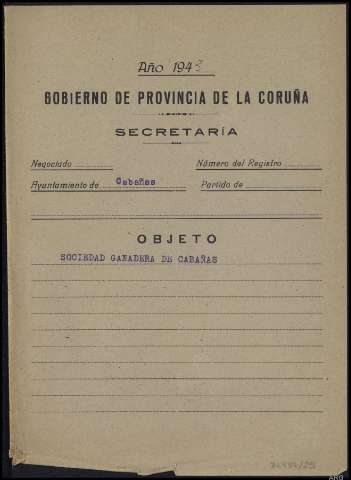 Año 1943
GOBIERNO DE PROVINCIA DE LA CORUÑA
SECRETARÍA
Negociado Número del Registro
Ayuntamiento de Cabañas Partido de
OBJETO
SOCIEDAD GANADERA DE CABAÑAS
ARG